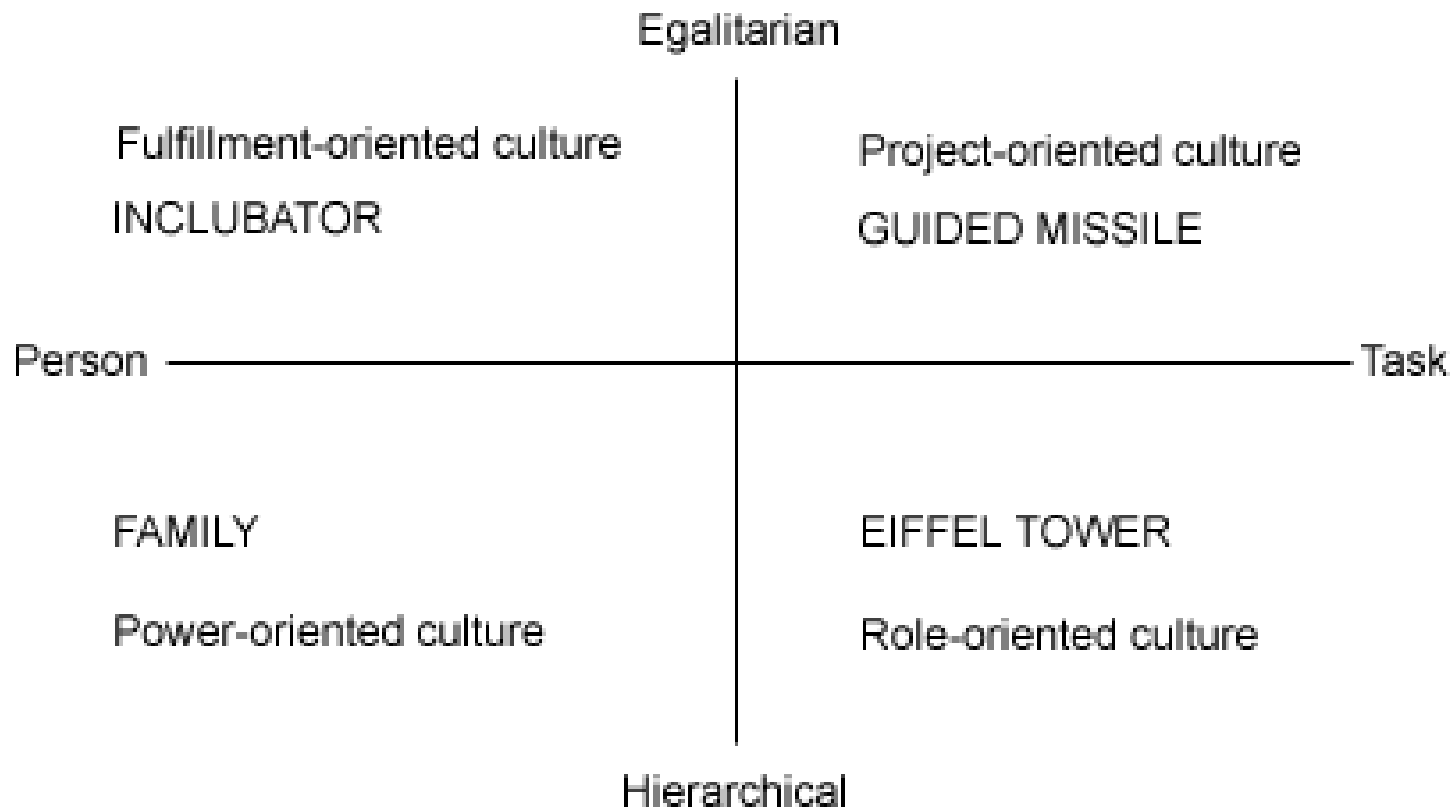 Egalitarian
Fulfillment-oriented culture
Project-oriented culture
INCLUBATOR
GUIDED MISSILE
Person
Task
FAMILY
EIFFEL TOWER
Power-oriented culture
Role-oriented culture
Hierarchical